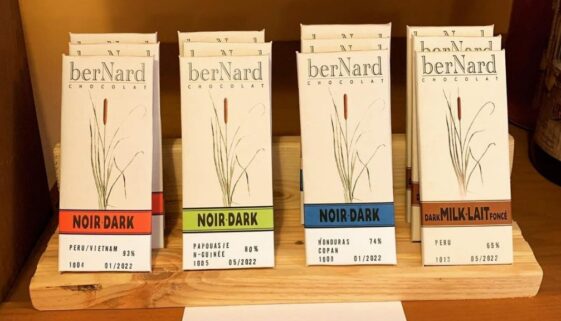 berNard
CHOCOLAT
NOIR·DARK
PERU/VIETNAM 93%
1004 01/2022
berNard
CHOCOLAT
NOIR·DARK
PAPOUASIE
N-GUINÉE 80%
1005 05/2022
berNard
CHOCOLAT
NOIR·DARK
HONDURAS 74%
COPAN
1009 01/2022
berNard
CHOCOLAT
DARK MILK·LAIT FONCÉ
PERU 65%
1013 05/2022